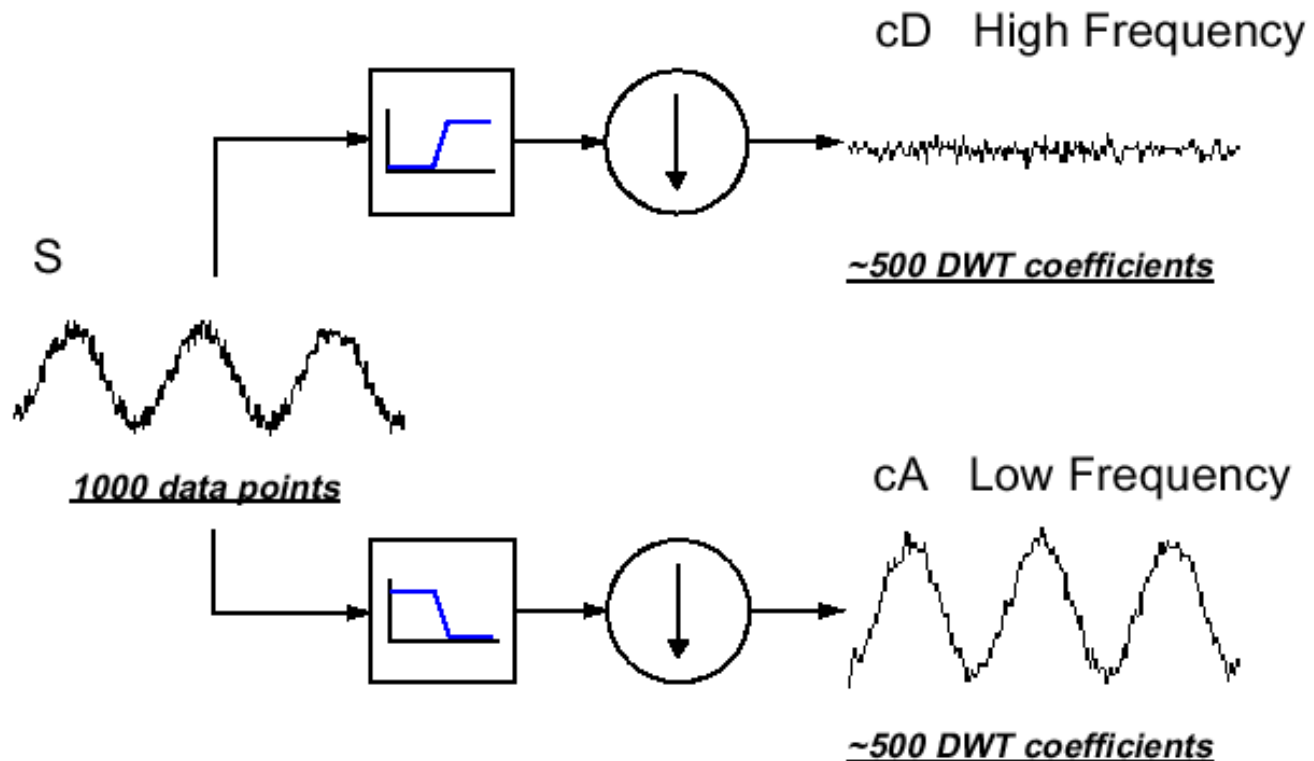 cD High Frequency
~500 DWT coefficients
S
1000 data points
cA Low Frequency
~500 DWT coefficients